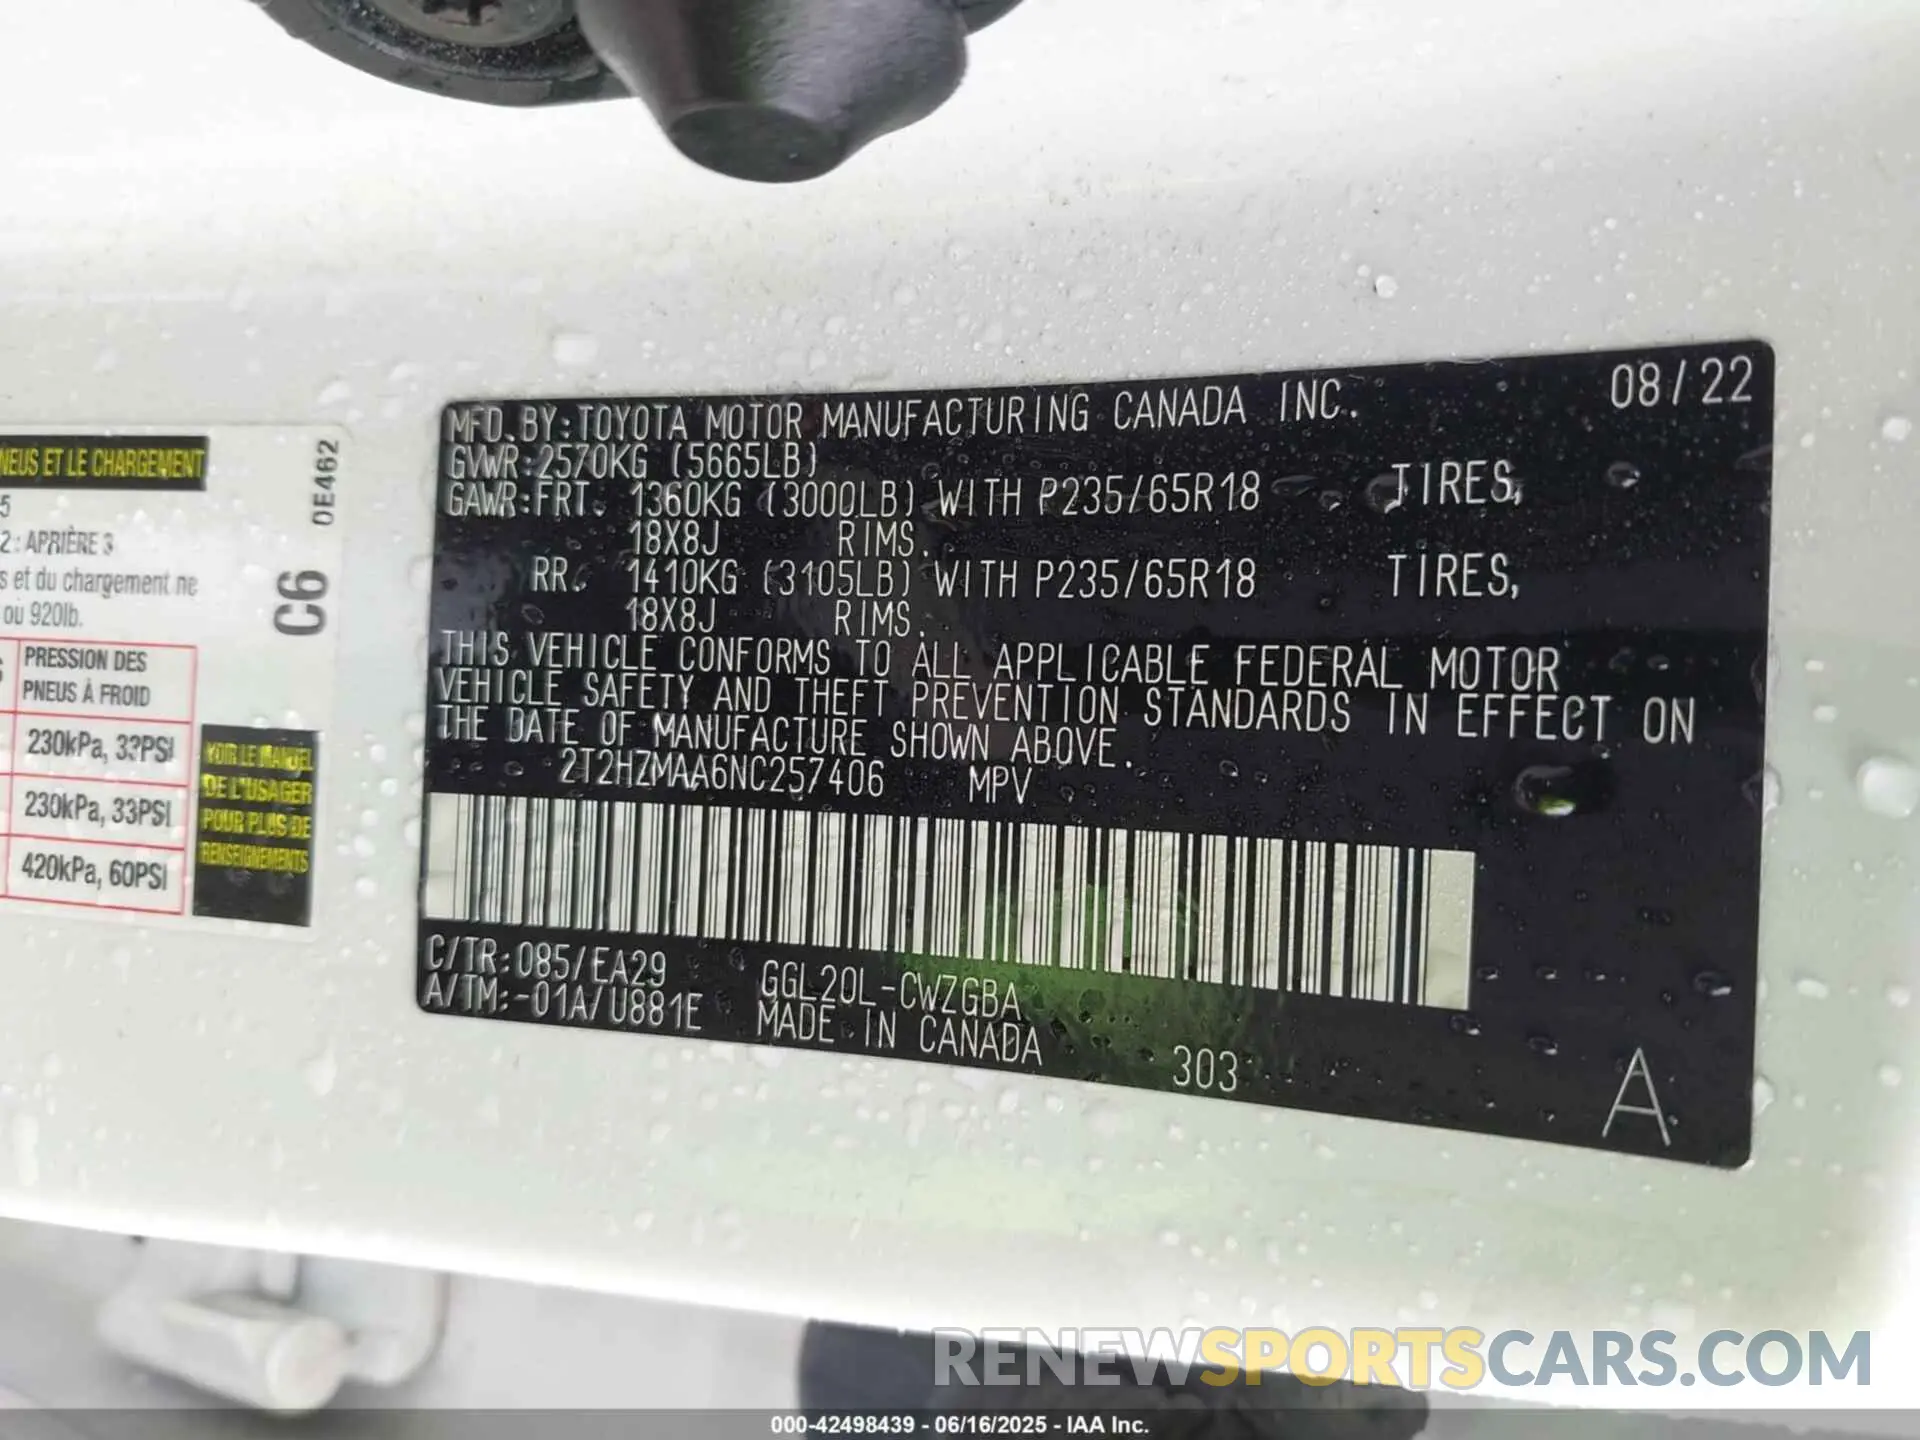 MFD. BY:TOYOTA MOTOR MANUFACTURING CANADA INC. 08/22
GVWR:2570KG (5665LB)
GAWR:FRT. 1360KG (3000LB) WITH P235/65R18 TIRES,
18X8J RIMS.
RR. 1410KG (3105LB) WITH P235/65R18 TIRES,
18X8J RIMS.
THIS VEHICLE CONFORMS TO ALL APPLICABLE FEDERAL MOTOR
VEHICLE SAFETY AND THEFT PREVENTION STANDARDS IN EFFECT ON
THE DATE OF MANUFACTURE SHOWN ABOVE.
2T2HZMAA6NC257406 MPV
C/TR:085/EA29 GGL20L-CWZGBA
A/TM:-01A/U881E MADE IN CANADA
303
A
PNEUS ET LE CHARGEMENT
5
2 : ARRIÈRE 3
s et du chargement ne
ou 920lb.
PRESSION DES
PNEUS À FROID
230kPa, 33PSI
230kPa, 33PSI
420kPa, 60PSI
VOIR LE MANUEL
DE L'USAGER
POUR PLUS DE
RENSEIGNEMENTS
0E462
C6
RENEWSPORTSCARS.COM
000-42498439 - 06/16/2025 - IAA Inc.